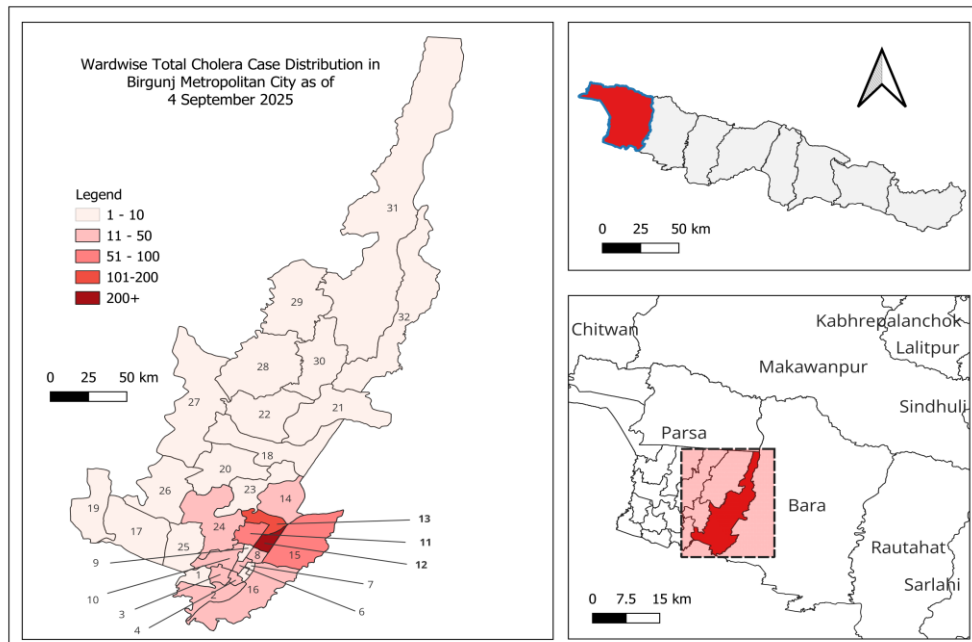 Wardwise Total Cholera Case Distribution in
Birgunj Metropolitan City as of
4 September 2025
Legend
1 - 10
11 - 50
51 - 100
101-200
200+
0 25 50 km
31
29
32
30
28
27
21
22
18
20
23
26
14
19
24
17
13
11
25
15
12
9
8
7
10
1
16
2
3
6
4
0 25 50 km
Chitwan
Kabhrepalanchok
Lalitpur
Makawanpur
Sindhuli
Parsa
Bara
Rautahat
Sarlahi
0 7.5 15 km